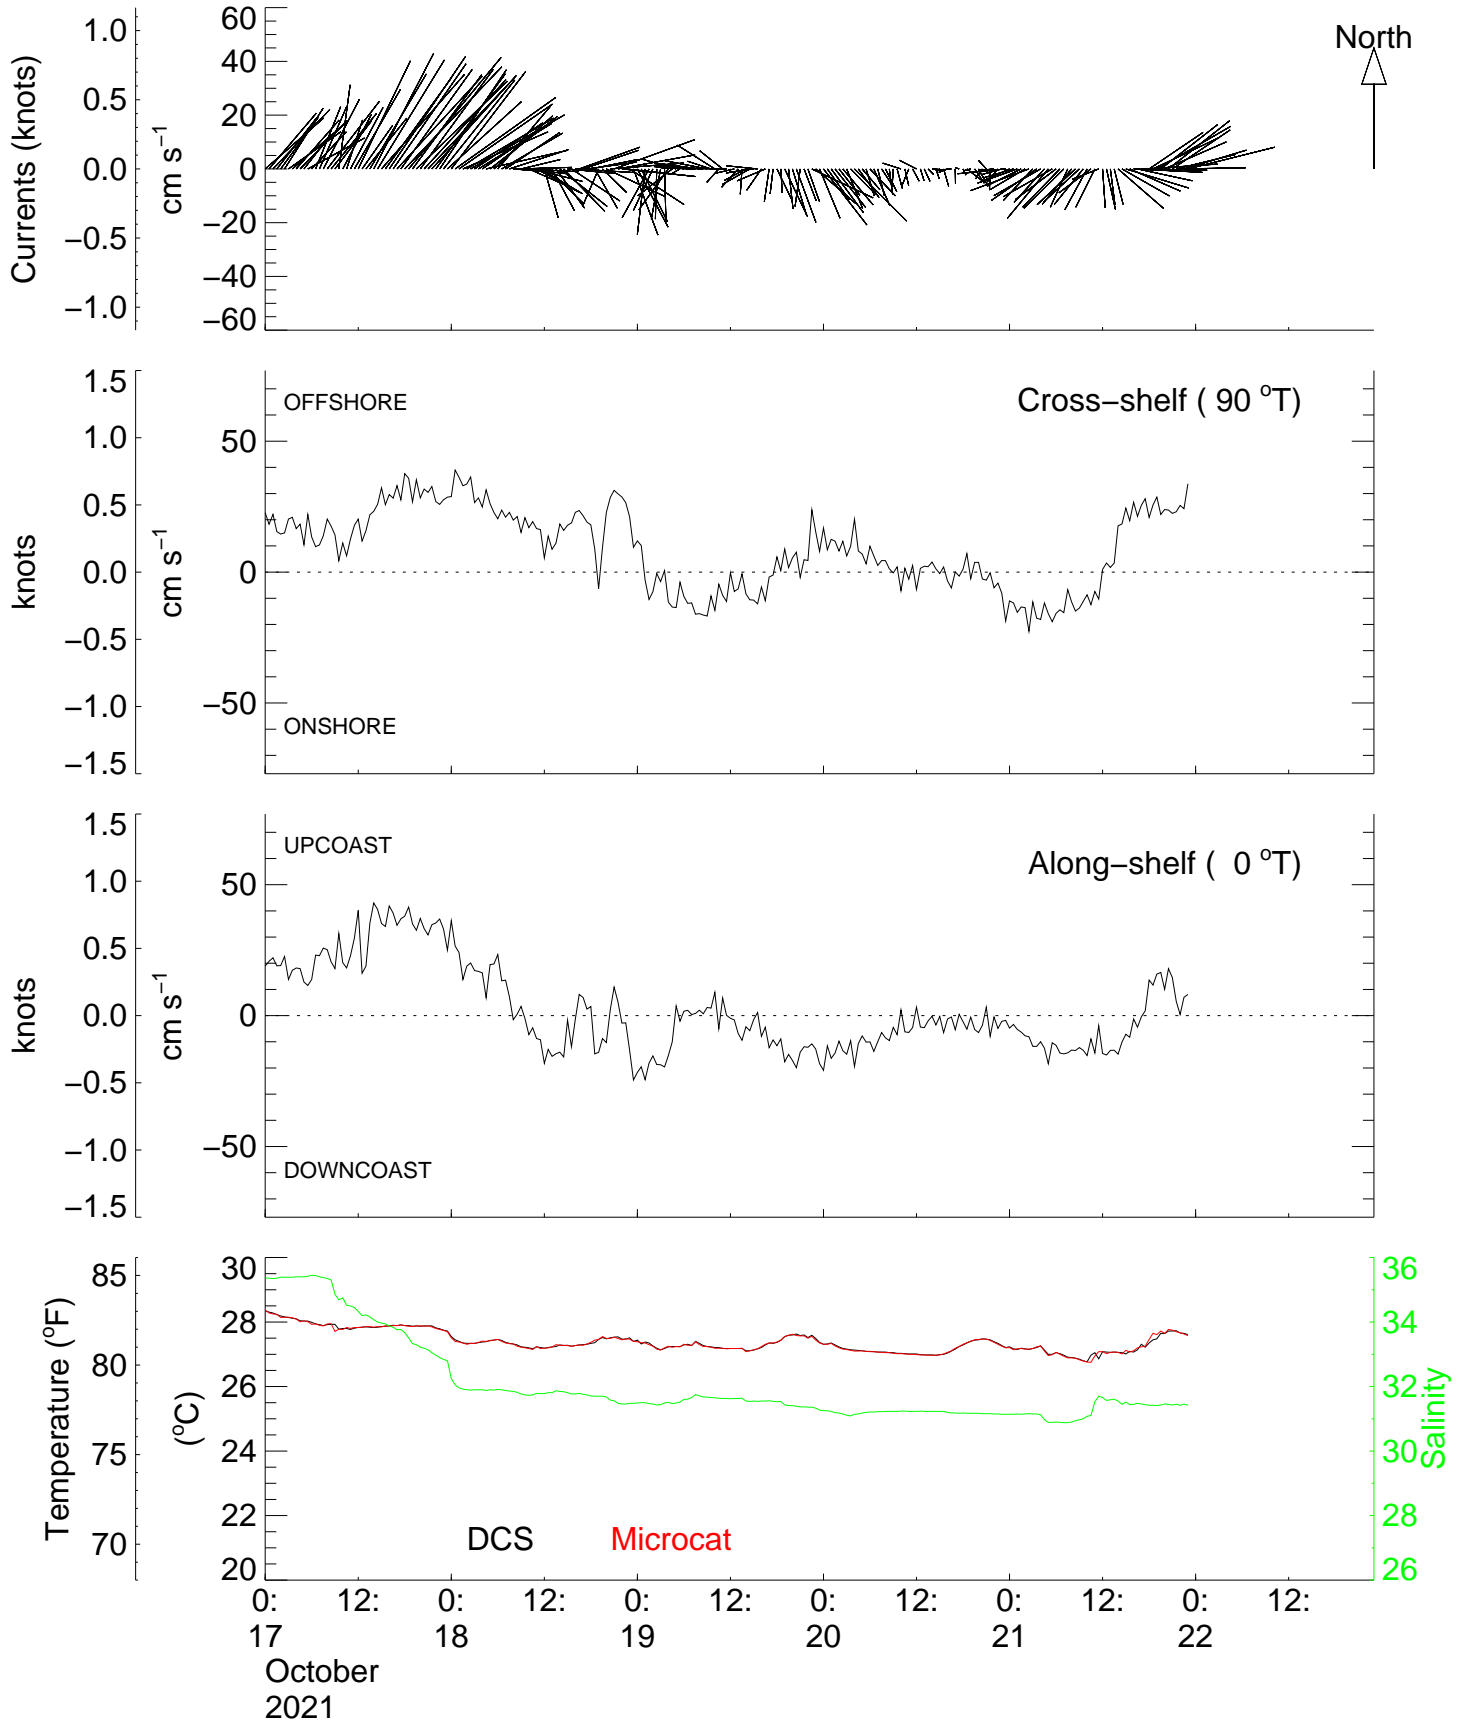 Currents (knots)
1.0
0.5
0.0
−0.5
−1.0
cm s−1
60
40
20
0
−20
−40
−60
North
knots
1.5
1.0
0.5
0.0
−0.5
−1.0
−1.5
cm s−1
50
0
−50
OFFSHORE
Cross−shelf ( 90 oT)
ONSHORE
knots
1.5
1.0
0.5
0.0
−0.5
−1.0
−1.5
cm s−1
50
0
−50
UPCOAST
Along−shelf ( 0 oT)
DOWNCOAST
Temperature (oF)
85
80
75
70
(oC)
30
28
26
24
22
20
DCS Microcat
36
34
32
30
28
26
Salinity
0: 12: 0: 12: 0: 12: 0: 12: 0: 12: 0: 12:
17 18 19 20 21 22
October
2021